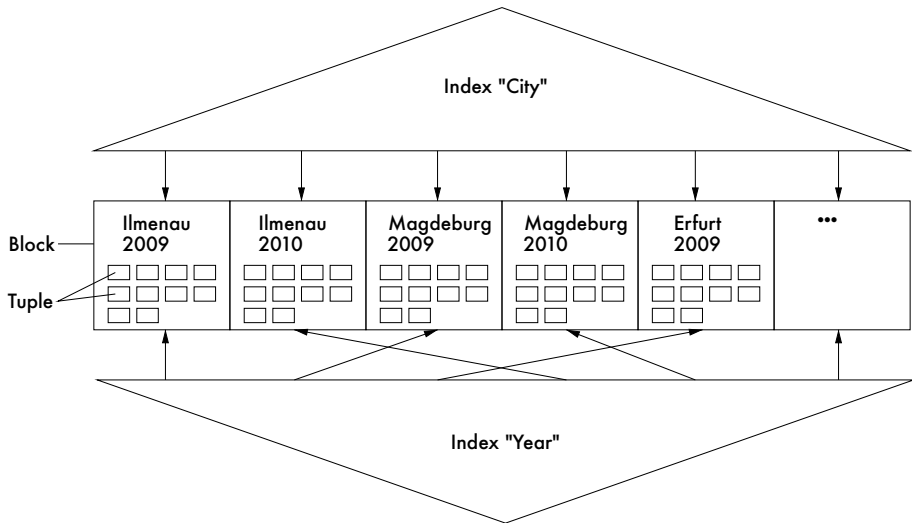 Index "City"
Ilmenau
2009
Ilmenau
2010
Magdeburg
2009
Magdeburg
2010
Erfurt
2009
...
Block
Tuple
Index "Year"